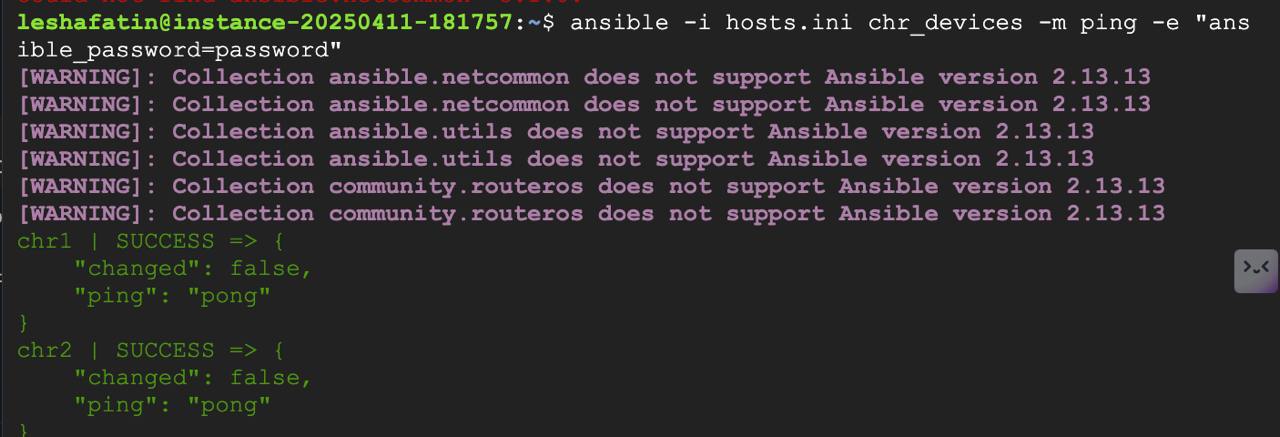 leshafatin@instance-20250411-181757:~$ ansible -i hosts.ini chr_devices -m ping -e "ans
ible_password=password"
[WARNING]: Collection ansible.netcommon does not support Ansible version 2.13.13
[WARNING]: Collection ansible.netcommon does not support Ansible version 2.13.13
[WARNING]: Collection ansible.utils does not support Ansible version 2.13.13
[WARNING]: Collection ansible.utils does not support Ansible version 2.13.13
[WARNING]: Collection community.routeros does not support Ansible version 2.13.13
[WARNING]: Collection community.routeros does not support Ansible version 2.13.13
chr1 | SUCCESS => {
    "changed": false,
    "ping": "pong"
}
chr2 | SUCCESS => {
    "changed": false,
    "ping": "pong"
}